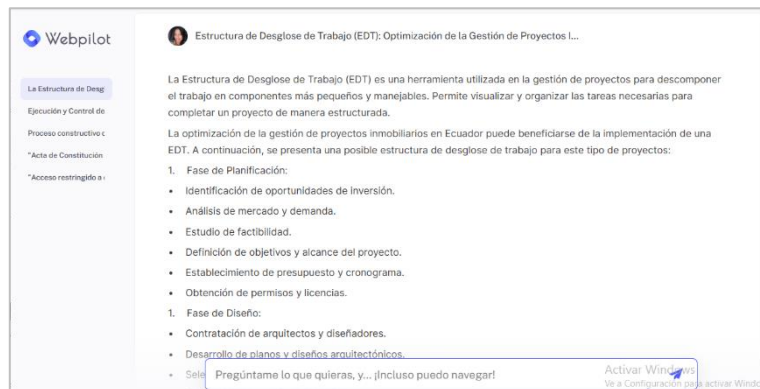 Webpilot
Estructura de Desglose de Trabajo (EDT): Optimización de la Gestión de Proyectos I...
La Estructura de Desg
Ejecución y Control de
Proceso constructivo c
"Acta de Constitución
"Acceso restringido a
La Estructura de Desglose de Trabajo (EDT) es una herramienta utilizada en la gestión de proyectos para descomponer
el trabajo en componentes más pequeños y manejables. Permite visualizar y organizar las tareas necesarias para
completar un proyecto de manera estructurada.
La optimización de la gestión de proyectos inmobiliarios en Ecuador puede beneficiarse de la implementación de una
EDT. A continuación, se presenta una posible estructura de desglose de trabajo para este tipo de proyectos:
1. Fase de Planificación:
• Identificación de oportunidades de inversión.
• Análisis de mercado y demanda.
• Estudio de factibilidad.
• Definición de objetivos y alcance del proyecto.
• Establecimiento de presupuesto y cronograma.
• Obtención de permisos y licencias.
1. Fase de Diseño:
• Contratación de arquitectos y diseñadores.
• Desarrollo de planos y diseños arquitectónicos.
• Sele
Pregúntame lo que quieras, y... ¡Incluso puedo navegar!
Activar Windows
Ve a Configuración para activar Windo